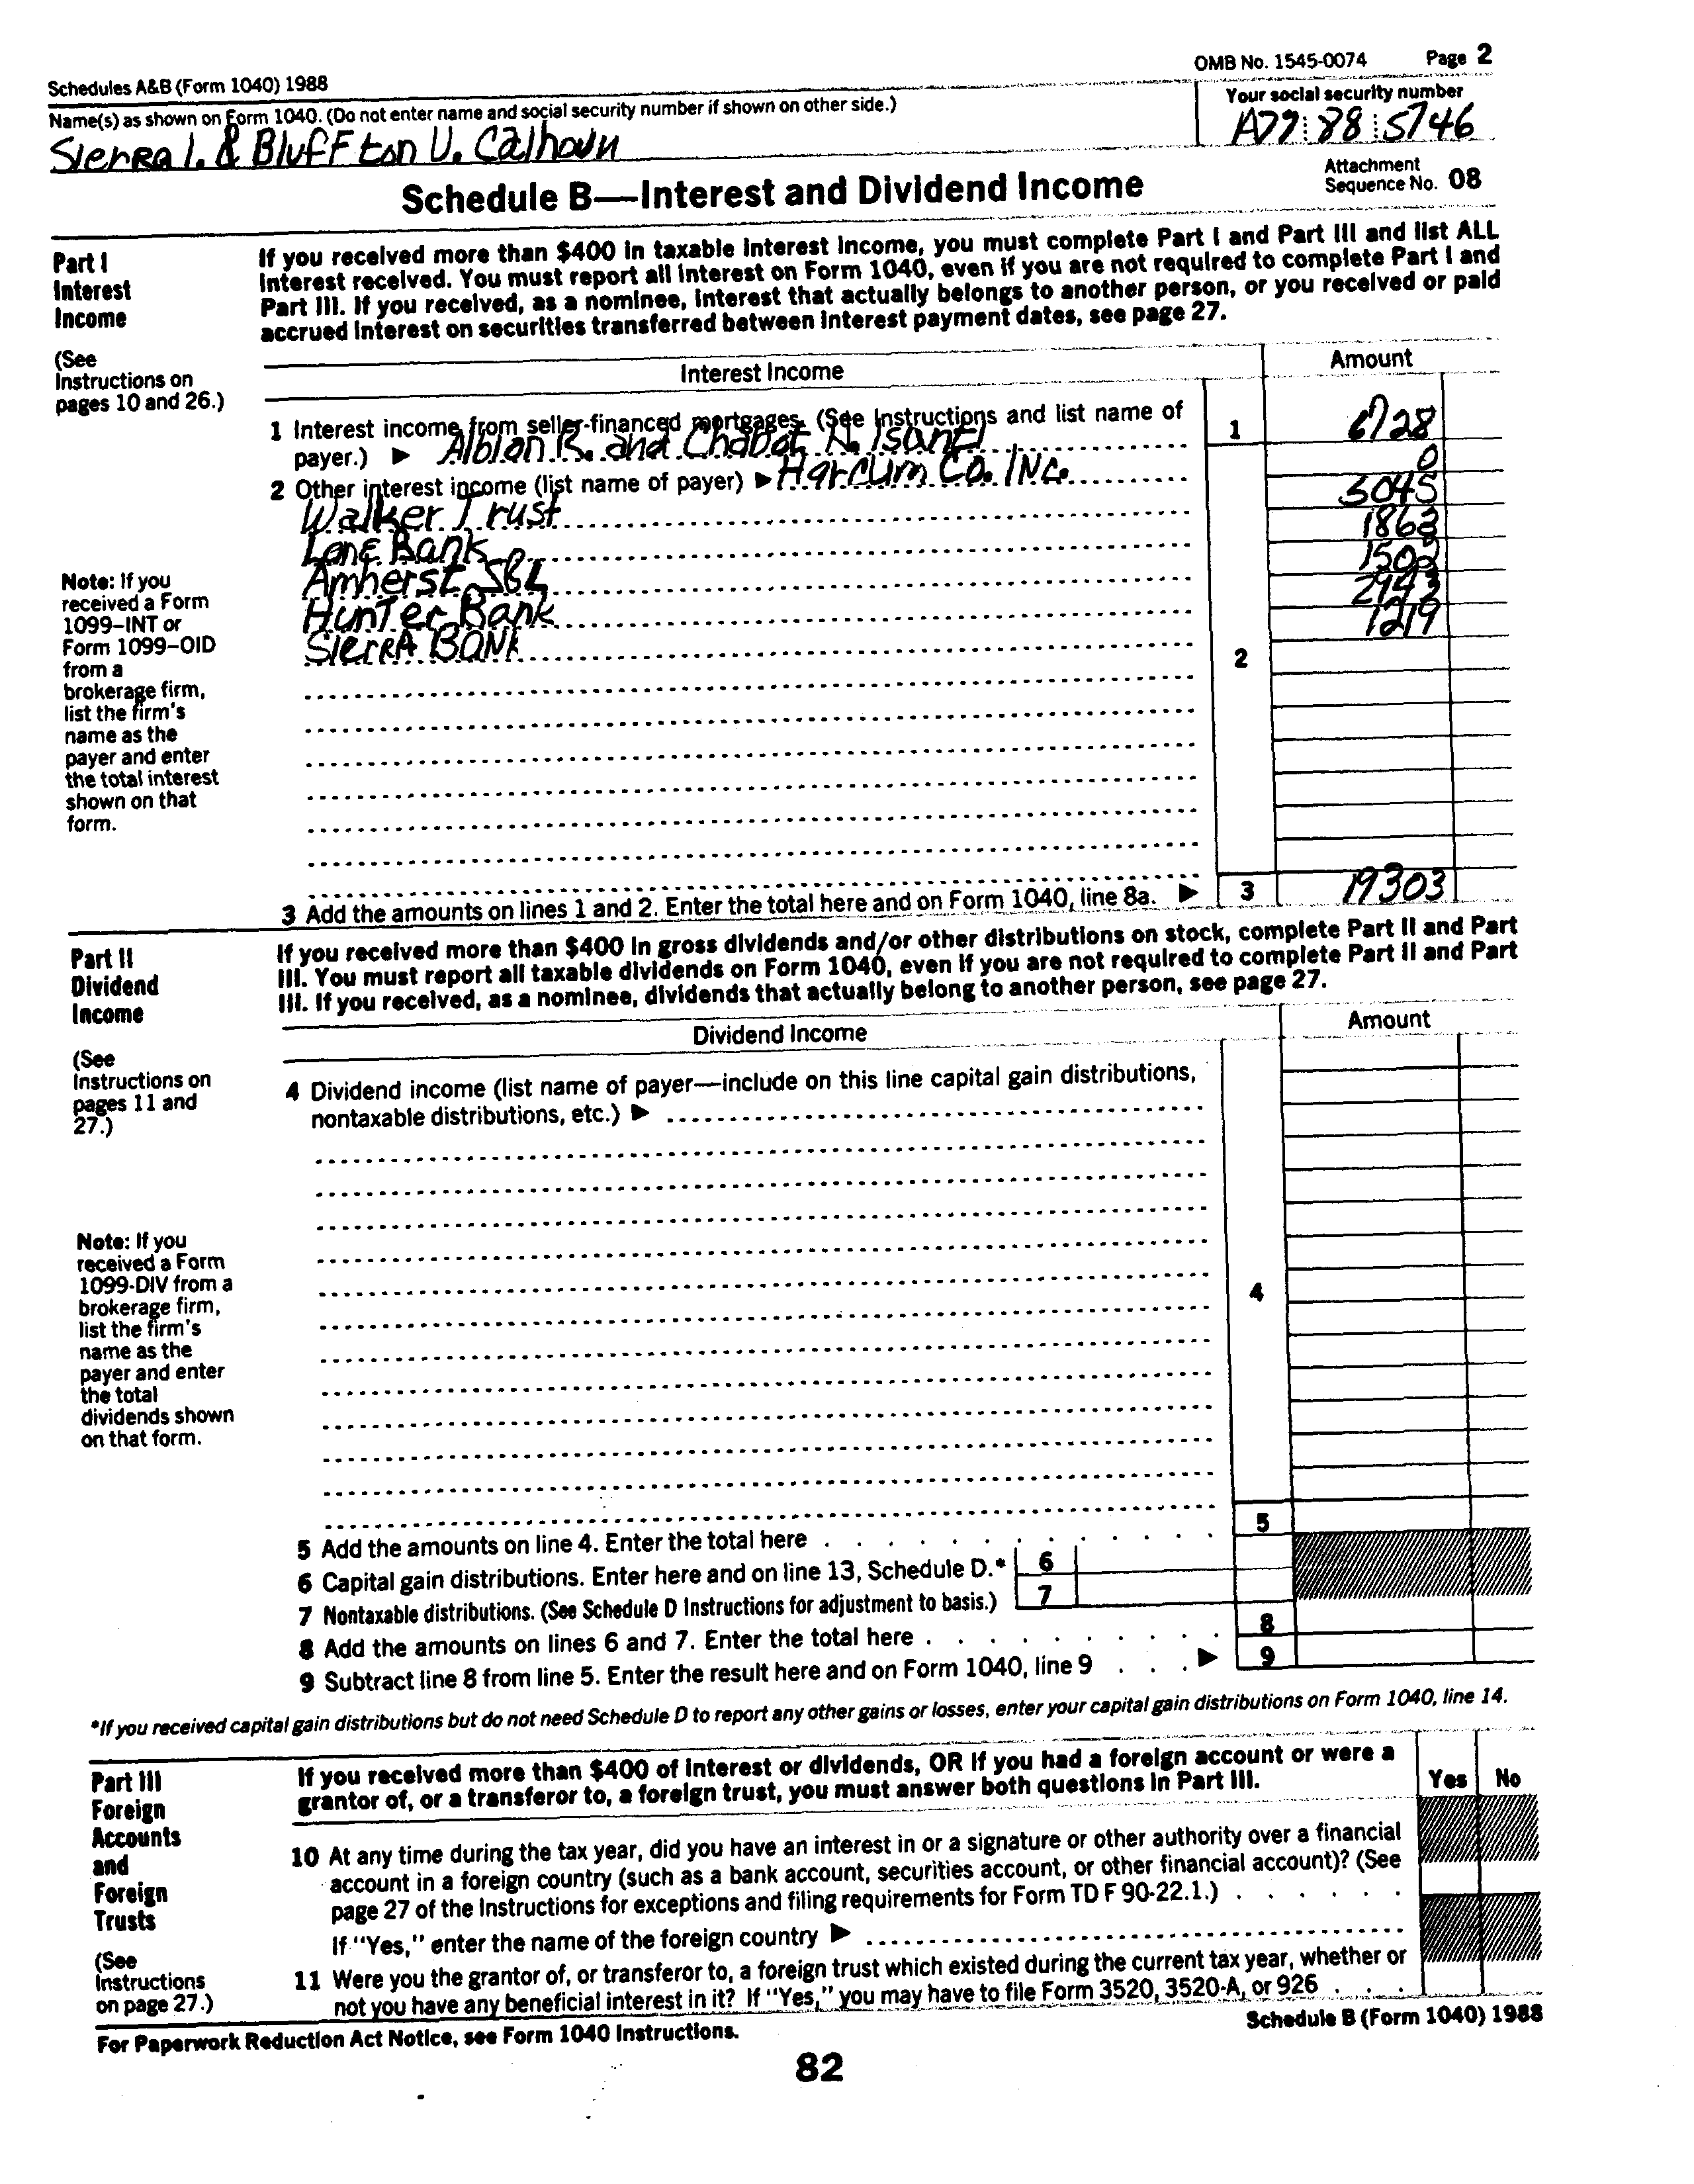 Schedules A&B (Form 1040) 1988
OMB No. 1545-0074
Page 2
Name(s) as shown on Form 1040. (Do not enter name and social security number if shown on other side.)
Your social security number
Sierra I. & Bluffton U. Calhoun
A79 88 5746
Schedule B—Interest and Dividend Income
Attachment
Sequence No. 08
Part I
Interest
Income
(See
Instructions on
pages 10 and 26.)
If you received more than $400 in taxable interest income, you must complete Part I and Part III and list ALL
interest received. You must report all interest on Form 1040, even if you are not required to complete Part I and
Part III. If you received, as a nominee, interest that actually belongs to another person, or you received or paid
accrued interest on securities transferred between interest payment dates, see page 27.
Interest Income
Amount
1 Interest income from seller-financed mortgages. (See Instructions and list name of
payer.) ▶ Albion R. and Chabot N. Isanti
1
6728
2 Other interest income (list name of payer) ▶ Harcum Co. Inc.
0
Walker Trust
5045
Lane Bank
1863
Amherst S&L
Hunter Bank
2943
Sierra BANK
1219
2
Note: If you
received a Form
1099–INT or
Form 1099–OID
from a
brokerage firm,
list the firm's
name as the
payer and enter
the total interest
shown on that
form.
3 Add the amounts on lines 1 and 2. Enter the total here and on Form 1040, line 8a. ▶
3
19303
Part II
Dividend
Income
(See
Instructions on
pages 11 and
27.)
If you received more than $400 in gross dividends and/or other distributions on stock, complete Part II and Part
III. You must report all taxable dividends on Form 1040, even if you are not required to complete Part II and Part
III. If you received, as a nominee, dividends that actually belong to another person, see page 27.
Dividend Income
Amount
4 Dividend income (list name of payer—include on this line capital gain distributions,
nontaxable distributions, etc.) ▶
4
Note: If you
received a Form
1099-DIV from a
brokerage firm,
list the firm's
name as the
payer and enter
the total
dividends shown
on that form.
5 Add the amounts on line 4. Enter the total here
5
6 Capital gain distributions. Enter here and on line 13, Schedule D.*
6
7 Nontaxable distributions. (See Schedule D Instructions for adjustment to basis.)
7
8 Add the amounts on lines 6 and 7. Enter the total here
8
9 Subtract line 8 from line 5. Enter the result here and on Form 1040, line 9 ▶
9
*If you received capital gain distributions but do not need Schedule D to report any other gains or losses, enter your capital gain distributions on Form 1040, line 14.
Part III
Foreign
Accounts
and
Foreign
Trusts
(See
Instructions
on page 27.)
If you received more than $400 of interest or dividends, OR if you had a foreign account or were a
grantor of, or a transferor to, a foreign trust, you must answer both questions in Part III.
Yes
No
10 At any time during the tax year, did you have an interest in or a signature or other authority over a financial
account in a foreign country (such as a bank account, securities account, or other financial account)? (See
page 27 of the Instructions for exceptions and filing requirements for Form TD F 90-22.1.)
If "Yes," enter the name of the foreign country ▶
11 Were you the grantor of, or transferor to, a foreign trust which existed during the current tax year, whether or
not you have any beneficial interest in it? If "Yes," you may have to file Form 3520, 3520-A, or 926
For Paperwork Reduction Act Notice, see Form 1040 Instructions.
Schedule B (Form 1040) 1988
82